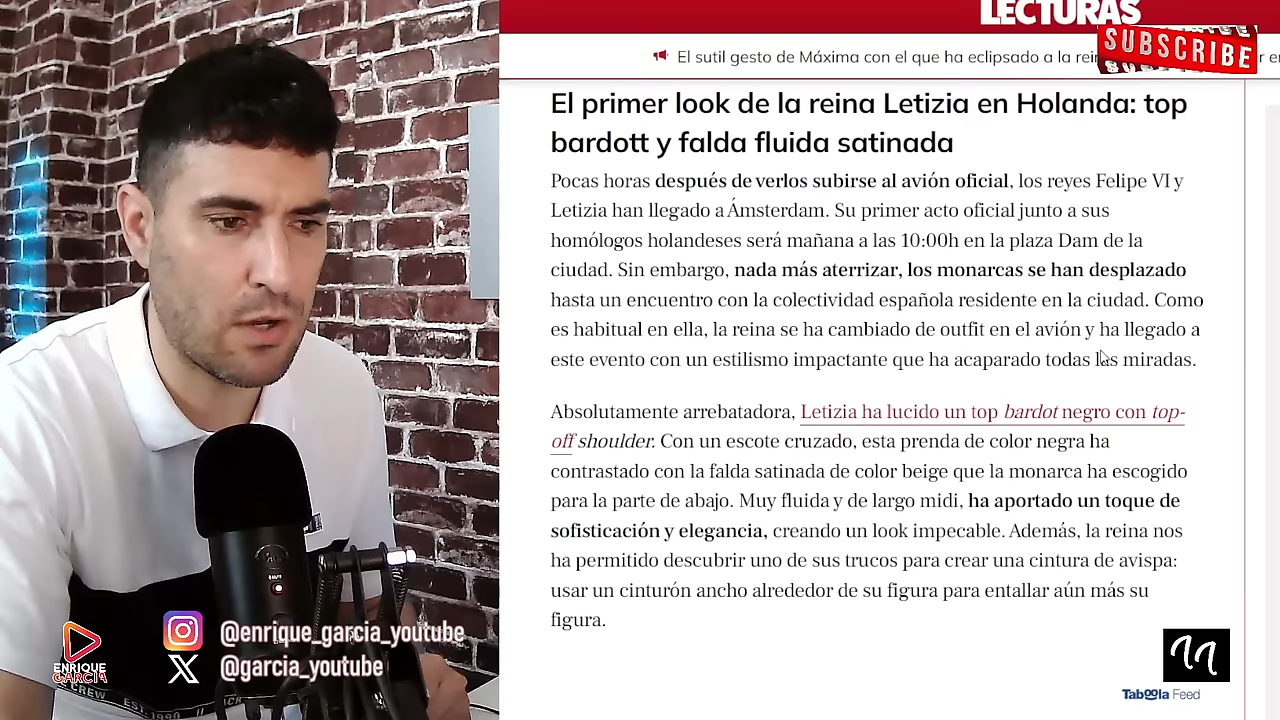 LECTURAS
SUBSCRIBE
El sutil gesto de Máxima con el que ha eclipsado a la rei
El primer look de la reina Letizia en Holanda: top
bardott y falda fluida satinada
Pocas horas después de verlos subirse al avión oficial, los reyes Felipe VI y
Letizia han llegado a Ámsterdam. Su primer acto oficial junto a sus
homólogos holandeses será mañana a las 10:00h en la plaza Dam de la
ciudad. Sin embargo, nada más aterrizar, los monarcas se han desplazado
hasta un encuentro con la colectividad española residente en la ciudad. Como
es habitual en ella, la reina se ha cambiado de outfit en el avión y ha llegado a
este evento con un estilismo impactante que ha acaparado todas las miradas.
Absolutamente arrebatadora, Letizia ha lucido un top bardot negro con top-
off shoulder. Con un escote cruzado, esta prenda de color negra ha
contrastado con la falda satinada de color beige que la monarca ha escogido
para la parte de abajo. Muy fluida y de largo midi, ha aportado un toque de
sofisticación y elegancia, creando un look impecable. Además, la reina nos
ha permitido descubrir uno de sus trucos para crear una cintura de avispa:
usar un cinturón ancho alrededor de su figura para entallar aún más su
figura.
Taboola Feed
@enrique_garcia_youtube
@garcia_youtube
ENRIQUE
GARCIA
CREW
EST.1990